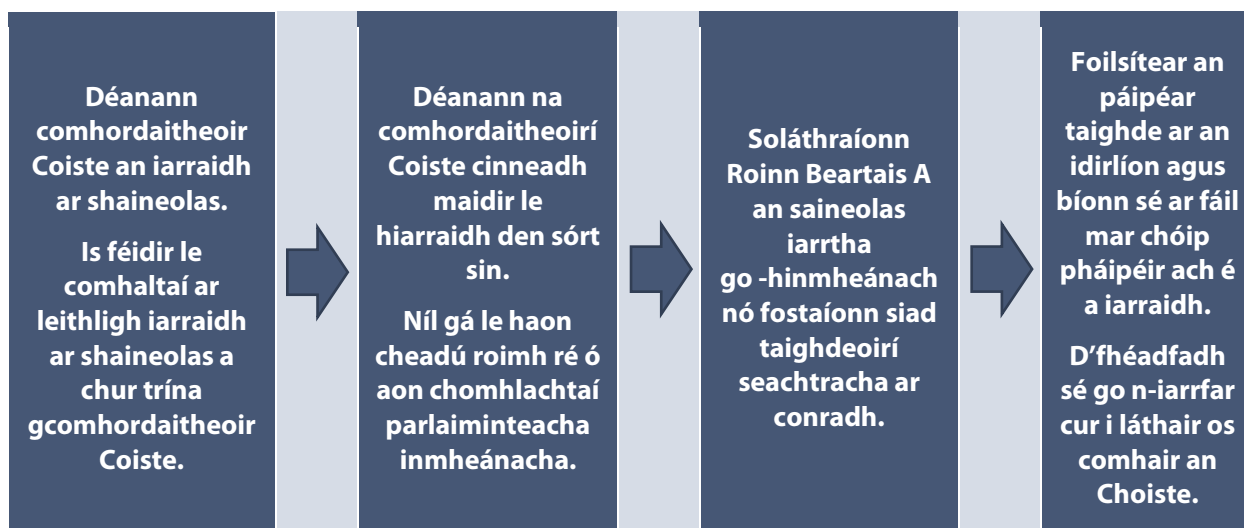 Déanann
comhordaitheoir
Coiste an iarraidh
ar shaineolas.
Is féidir le
comhaltaí ar
leithligh iarraidh
ar shaineolas a
chur trína
gcomhordaitheoir
Coiste.
Déanann na
comhordaitheoirí
Coiste cinneadh
maidir le
hiarraidh den sórt
sin.
Níl gá le haon
cheadú roimh ré ó
aon chomhlachtaí
parlaiminteacha
inmheánacha.
Soláthraíonn
Roinn Beartais A
an saineolas
iarrtha
go -hinmheánach
nó fostaíonn siad
taighdeoirí
seachtracha ar
conradh.
Foilsítear an
páipéar
taighde ar an
idirlíon agus
bíonn sé ar fáil
mar chóip
pháipéir ach é
a iarraidh.
D'fhéadfadh
sé go n-iarrfar
cur i láthair os
comhair an
Choiste.